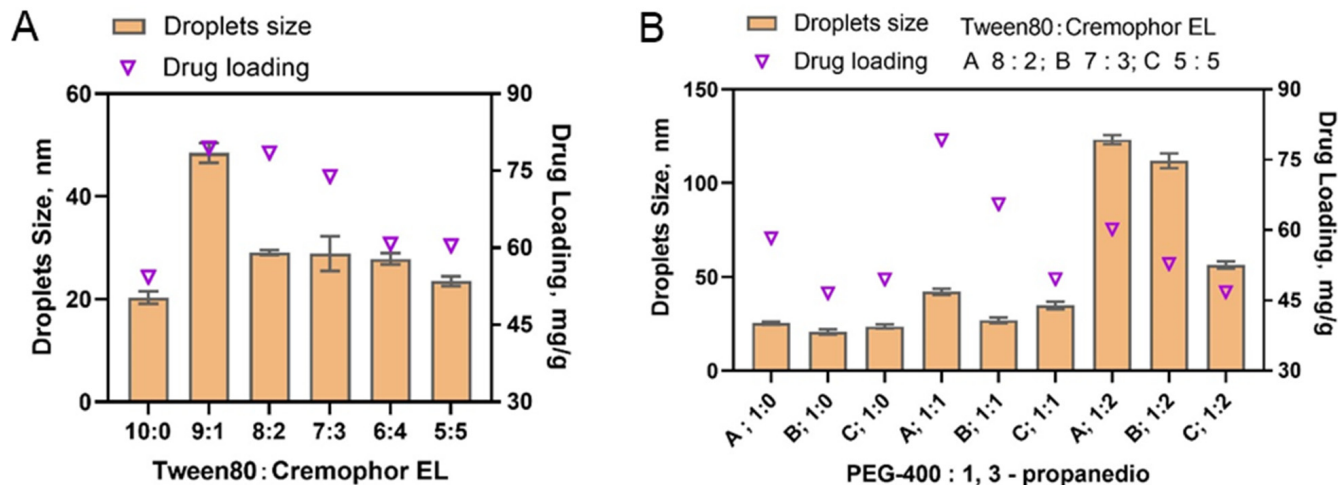 A
Droplets size
Drug loading
60
40
20
0
Droplets Size, nm
90
75
60
45
30
Drug Loading, mg/g
10:0 9:1 8:2 7:3 6:4 5:5
Tween80:Cremophor EL
B
Droplets size
Drug loading
Tween80:Cremophor EL
A 8:2; B 7:3; C 5:5
150
100
50
0
Droplets Size, nm
90
75
60
45
30
Drug Loading, mg/g
A ; 1:0 B; 1:0 C; 1:0 A; 1:1 B; 1:1 C; 1:1 A; 1:2 B; 1:2 C; 1:2
PEG-400 : 1, 3 - propanedio